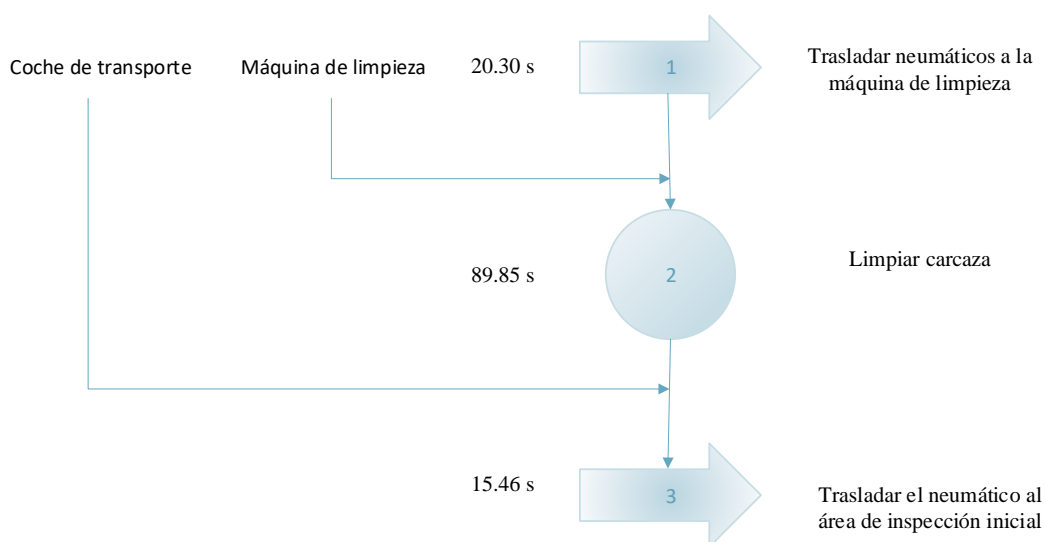 Coche de transporte
Máquina de limpieza
20.30 s
1
Trasladar neumáticos a la
máquina de limpieza
89.85 s
2
Limpiar carcaza
15.46 s
3
Trasladar el neumático al
área de inspección inicial